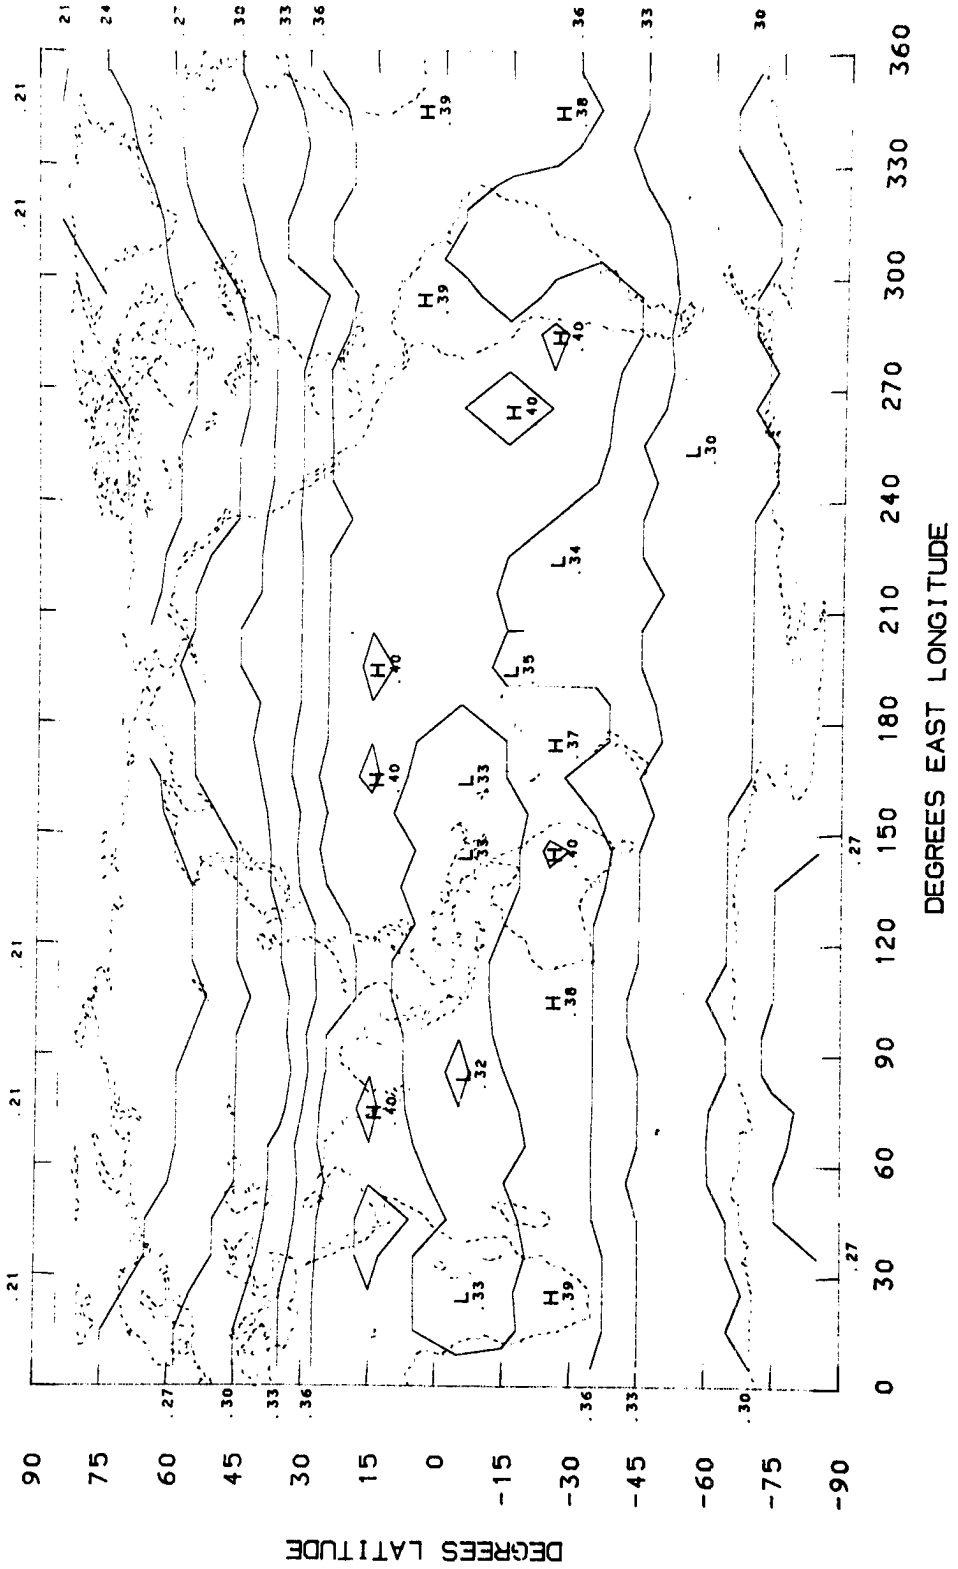 .21 .21 .21 .21 .21
DEGREES LATITUDE
90
75
60
45
30
15
0
-15
-30
-45
-60
-75
-90
.27
.30
.33
.36
.36
.33
.30
.21
.24
.27
.30
.33
.36
.36
.33
.30
H .40
H .40
H .40
H .39
H .39
L .33
L .32
L .33
L .33
L .35
H .40
H .39
H .38
H .40
H .37
L .34
H .40
H .38
L .30
.27 .27
0 30 60 90 120 150 180 210 240 270 300 330 360
DEGREES EAST LONGITUDE